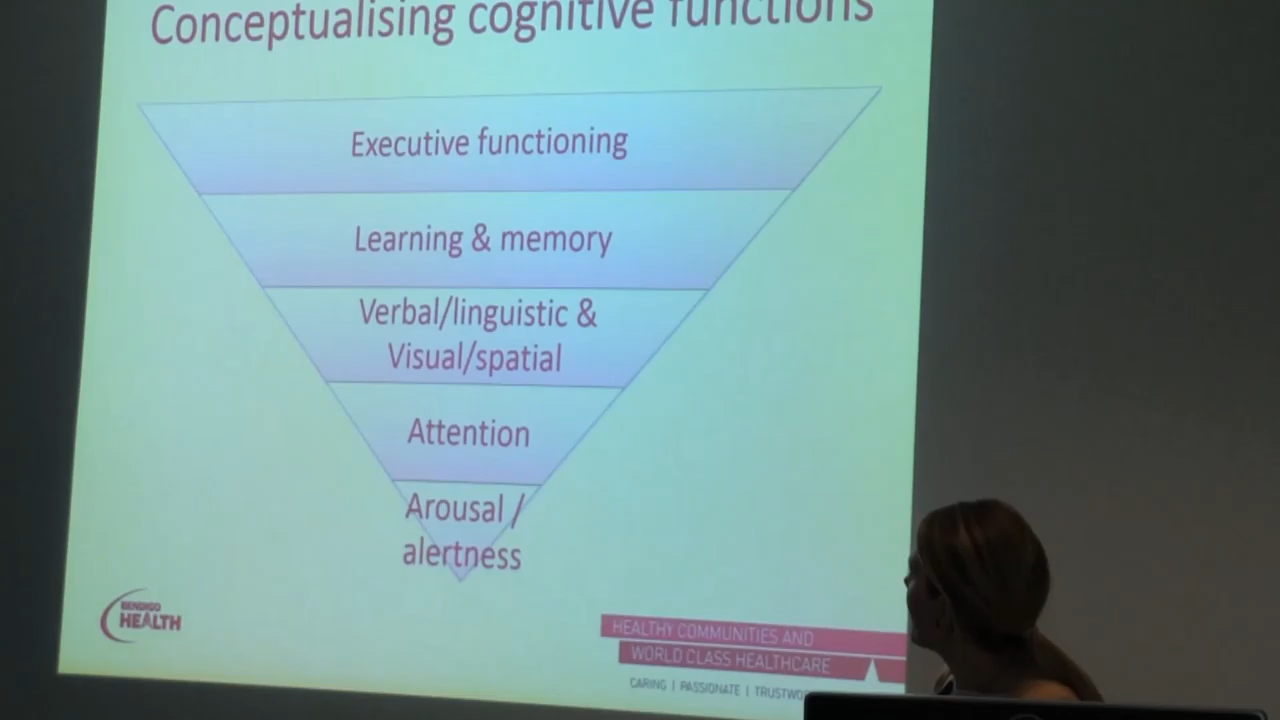 Conceptualising cognitive functions
Executive functioning
Learning & memory
Verbal/linguistic &
Visual/spatial
Attention
Arousal /
alertness
BENDIGO
HEALTH
HEALTHY COMMUNITIES AND
WORLD CLASS HEALTHCARE
CARING | PASSIONATE |